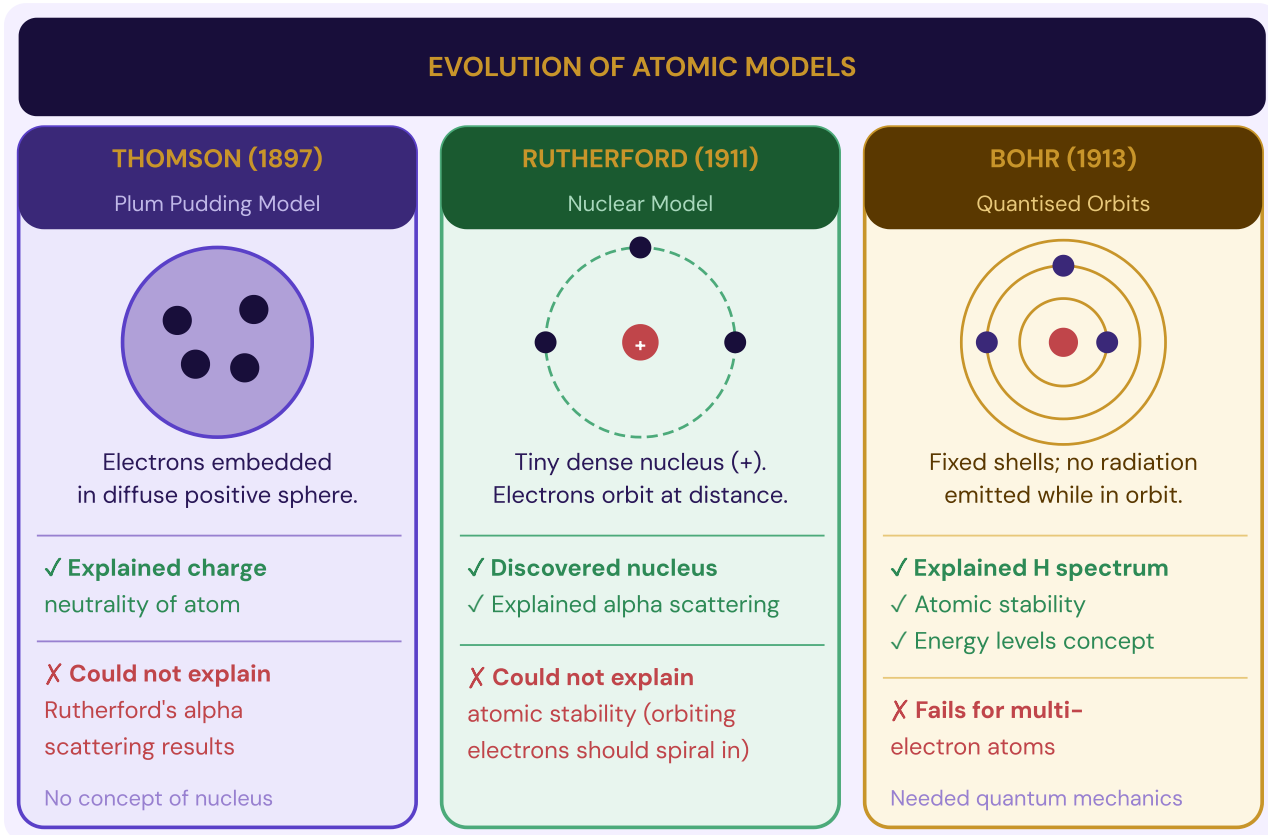 EVOLUTION OF ATOMIC MODELS
THOMSON (1897)
Plum Pudding Model
Electrons embedded
in diffuse positive sphere.
✓ Explained charge
neutrality of atom
✗ Could not explain
Rutherford's alpha
scattering results
No concept of nucleus
RUTHERFORD (1911)
Nuclear Model
+
Tiny dense nucleus (+).
Electrons orbit at distance.
✓ Discovered nucleus
✓ Explained alpha scattering
✗ Could not explain
atomic stability (orbiting
electrons should spiral in)
BOHR (1913)
Quantised Orbits
Fixed shells; no radiation
emitted while in orbit.
✓ Explained H spectrum
✓ Atomic stability
✓ Energy levels concept
✗ Fails for multi-
electron atoms
Needed quantum mechanics